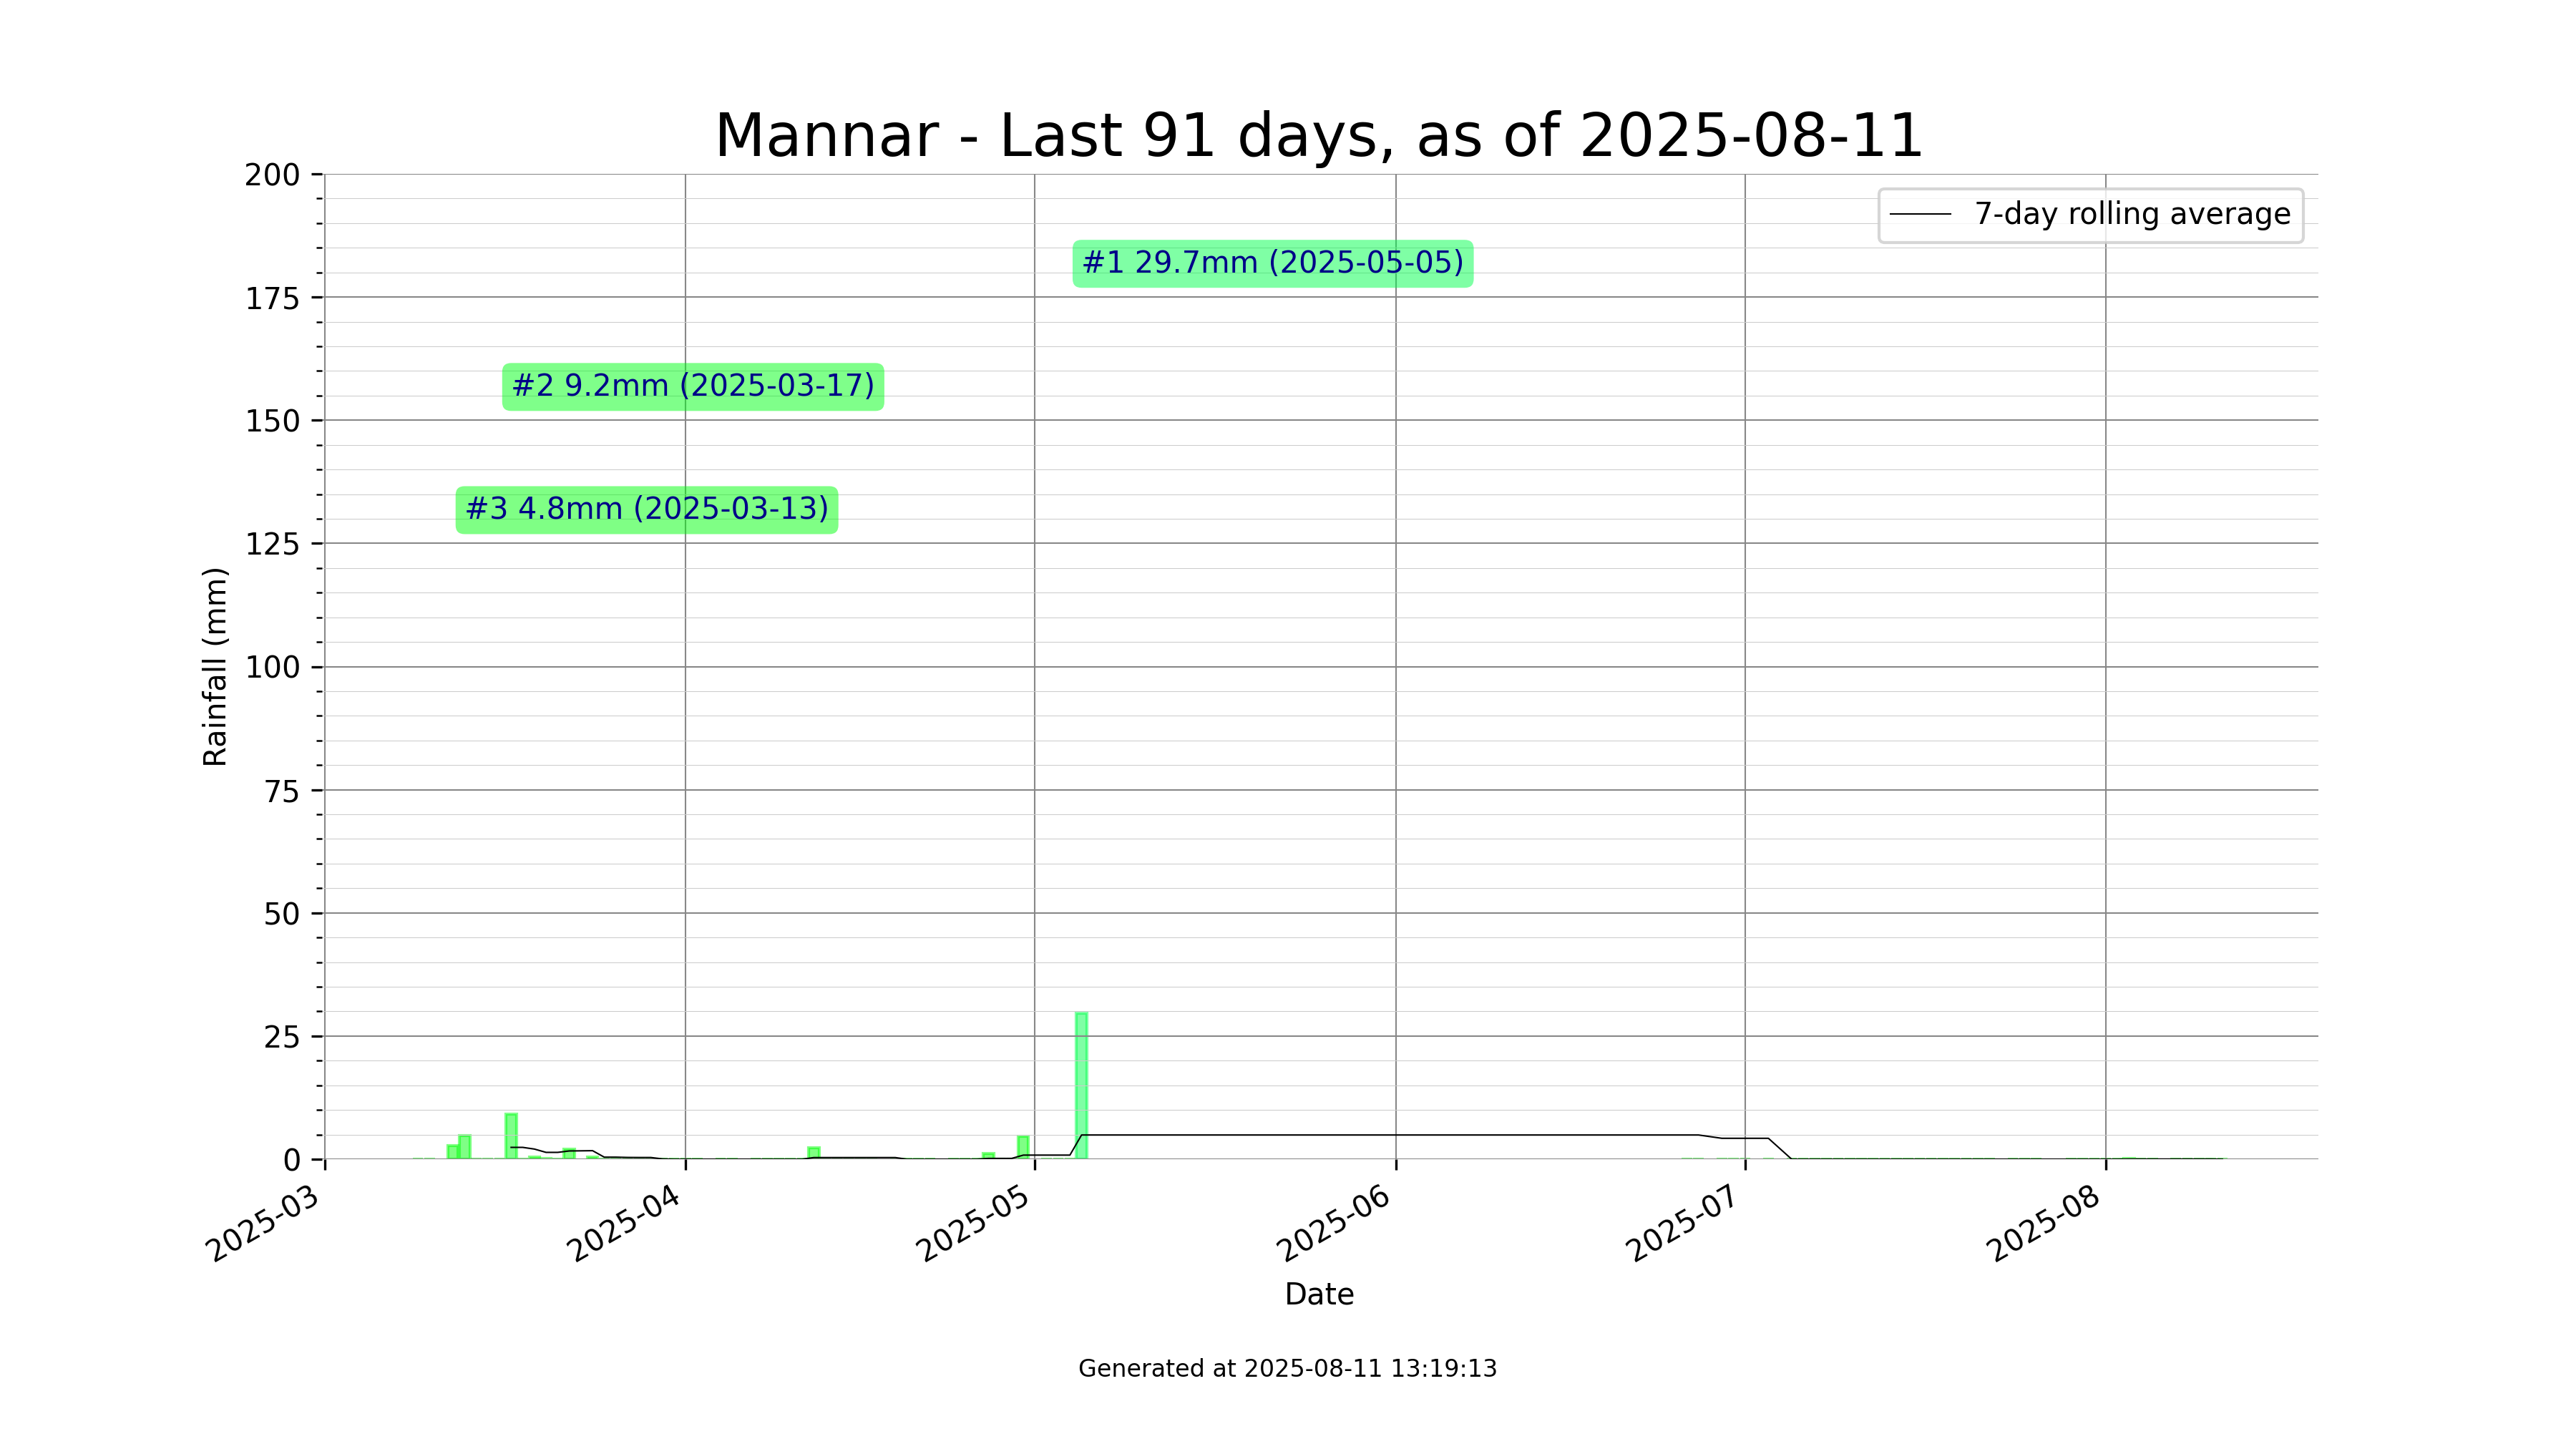 Mannar - Last 91 days, as of 2025-08-11
200
175
150
125
100
75
50
25
0
Rainfall (mm)
7-day rolling average
#1 29.7mm (2025-05-05)
#2 9.2mm (2025-03-17)
#3 4.8mm (2025-03-13)
2025-03
2025-04
2025-05
2025-06
2025-07
2025-08
Date
Generated at 2025-08-11 13:19:13